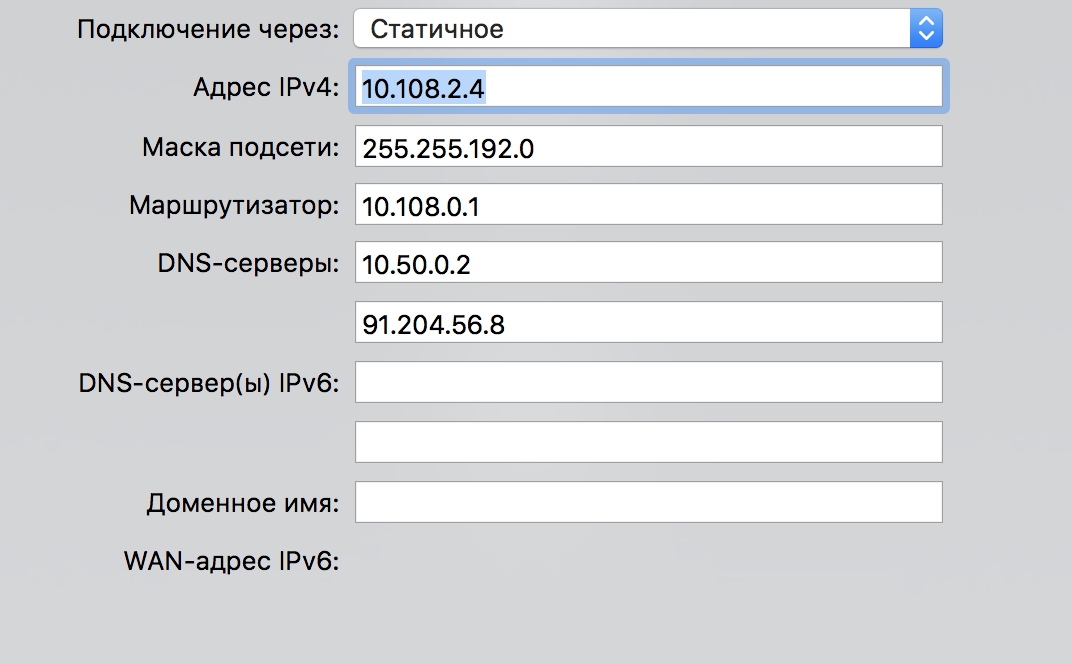 Подключение через: Статичное
Адрес IPv4: 10.108.2.4
Маска подсети: 255.255.192.0
Маршрутизатор: 10.108.0.1
DNS-серверы: 10.50.0.2
91.204.56.8
DNS-сервер(ы) IPv6:
Доменное имя:
WAN-адрес IPv6: